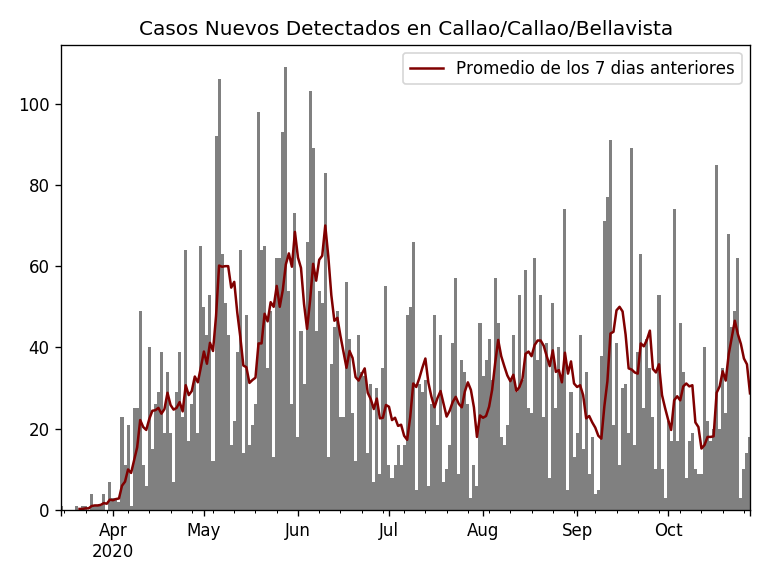 Casos Nuevos Detectados en Callao/Callao/Bellavista
Promedio de los 7 dias anteriores
100
80
60
40
20
0
Apr May Jun Jul Aug Sep Oct
2020